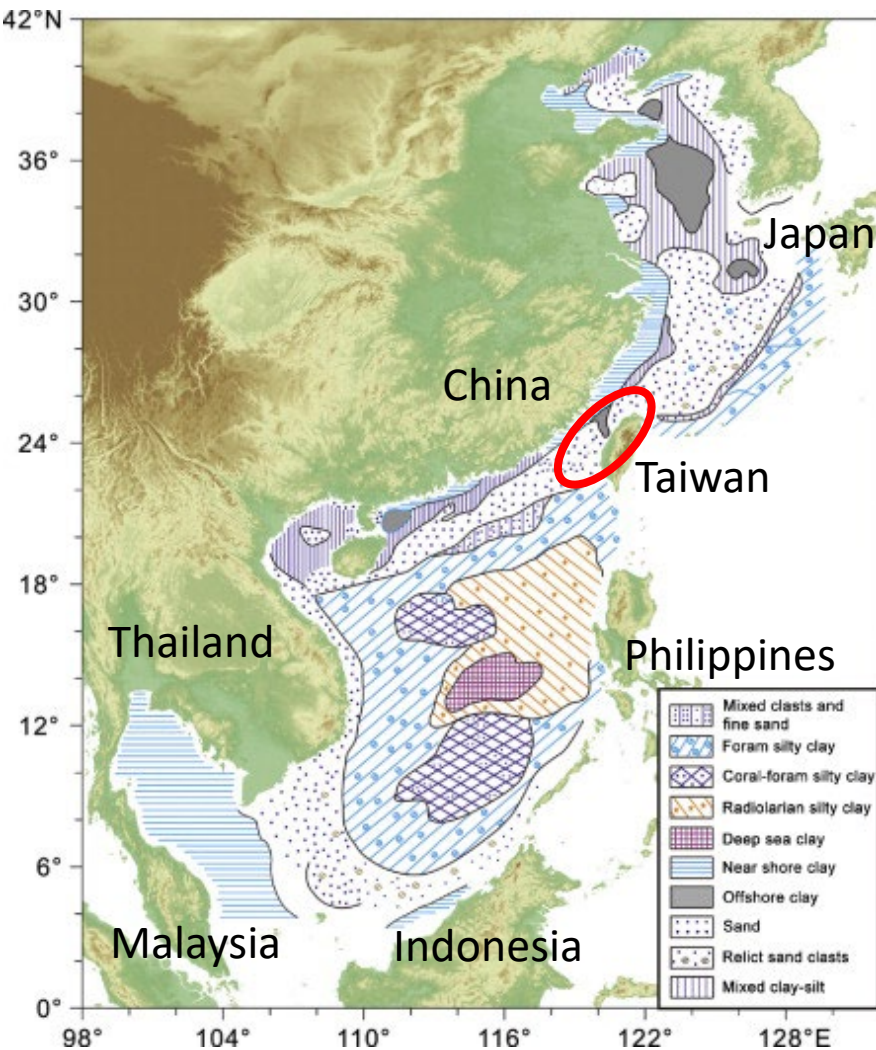 42°N
36°
Japan
30°
China
24°
Taiwan
18°
Thailand
Philippines
12°
Mixed clasts and
fine sand
Foram silty clay
Coral-foram silty clay
Radiolarian silty clay
Deep sea clay
Near shore clay
Offshore clay
Sand
Relict sand clasts
Mixed clay-silt
6°
Malaysia
Indonesia
0°
98°
104°
110°
116°
122°
128°E